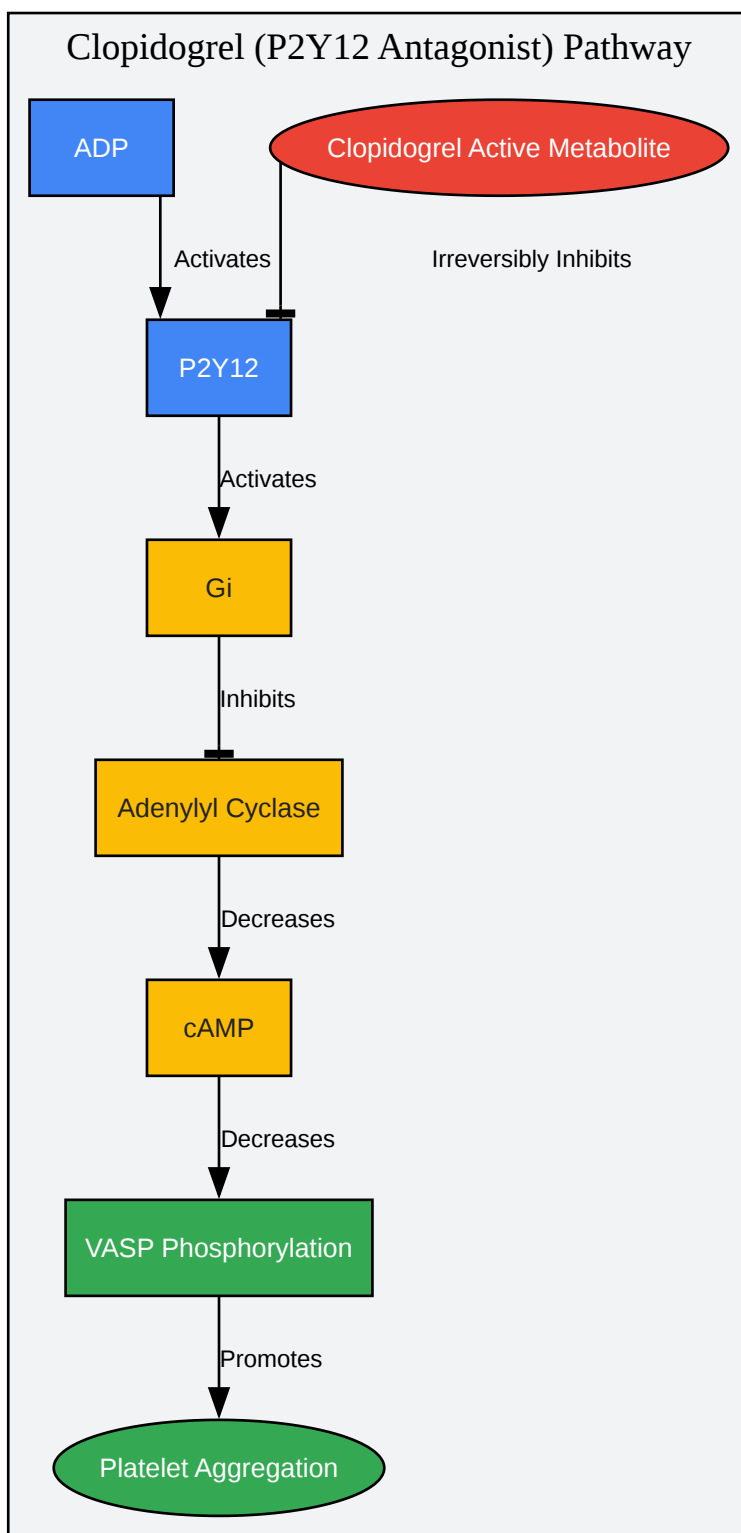 Clopidogrel (P2Y12 Antagonist) Pathway
ADP
Clopidogrel Active Metabolite
Activates
Irreversibly Inhibits
P2Y12
Activates
Gi
Inhibits
Adenylyl Cyclase
Decreases
cAMP
Decreases
VASP Phosphorylation
Promotes
Platelet Aggregation